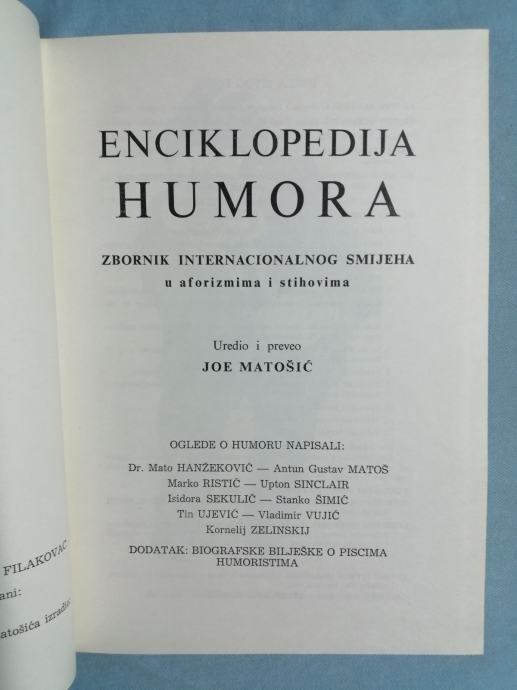 ENCIKLOPEDIJA
HUMORA
ZBORNIK INTERNACIONALNOG SMIJEHA
u aforizmima i stihovima
Uredio i preveo
JOE MATOŠIĆ
OGLEDE O HUMORU NAPISALI:
Dr. Mato HANŽEKOVIĆ — Antun Gustav MATOŠ
Marko RISTIĆ — Upton SINCLAIR
Isidora SEKULIĆ — Stanko ŠIMIĆ
Tin UJEVIĆ — Vladimir VUJIĆ
Kornelij ZELINSKIJ
DODATAK: BIOGRAFSKE BILJEŠKE O PISCIMA
HUMORISTIMA
FILAKOVAC
ani:
atošića